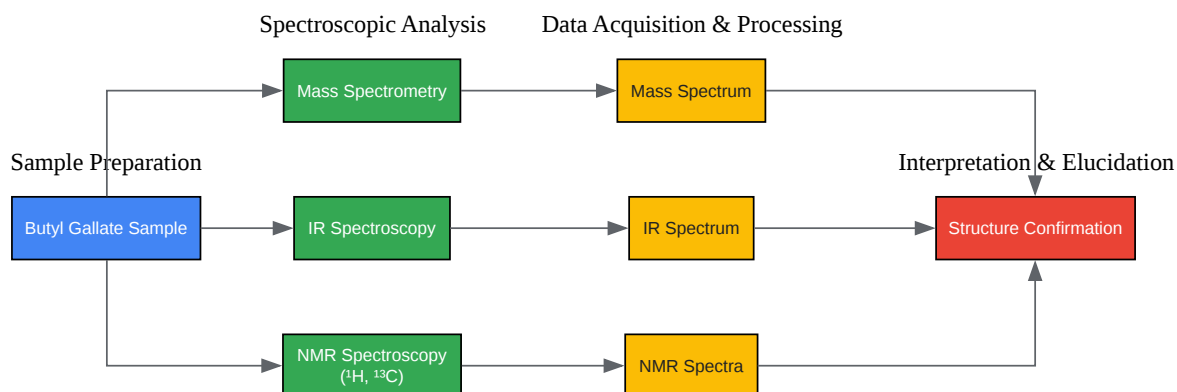 Spectroscopic Analysis
Data Acquisition & Processing
Mass Spectrometry
Mass Spectrum
Sample Preparation
Interpretation & Elucidation
Butyl Gallate Sample
IR Spectroscopy
IR Spectrum
Structure Confirmation
NMR Spectroscopy
(¹H, ¹³C)
NMR Spectra